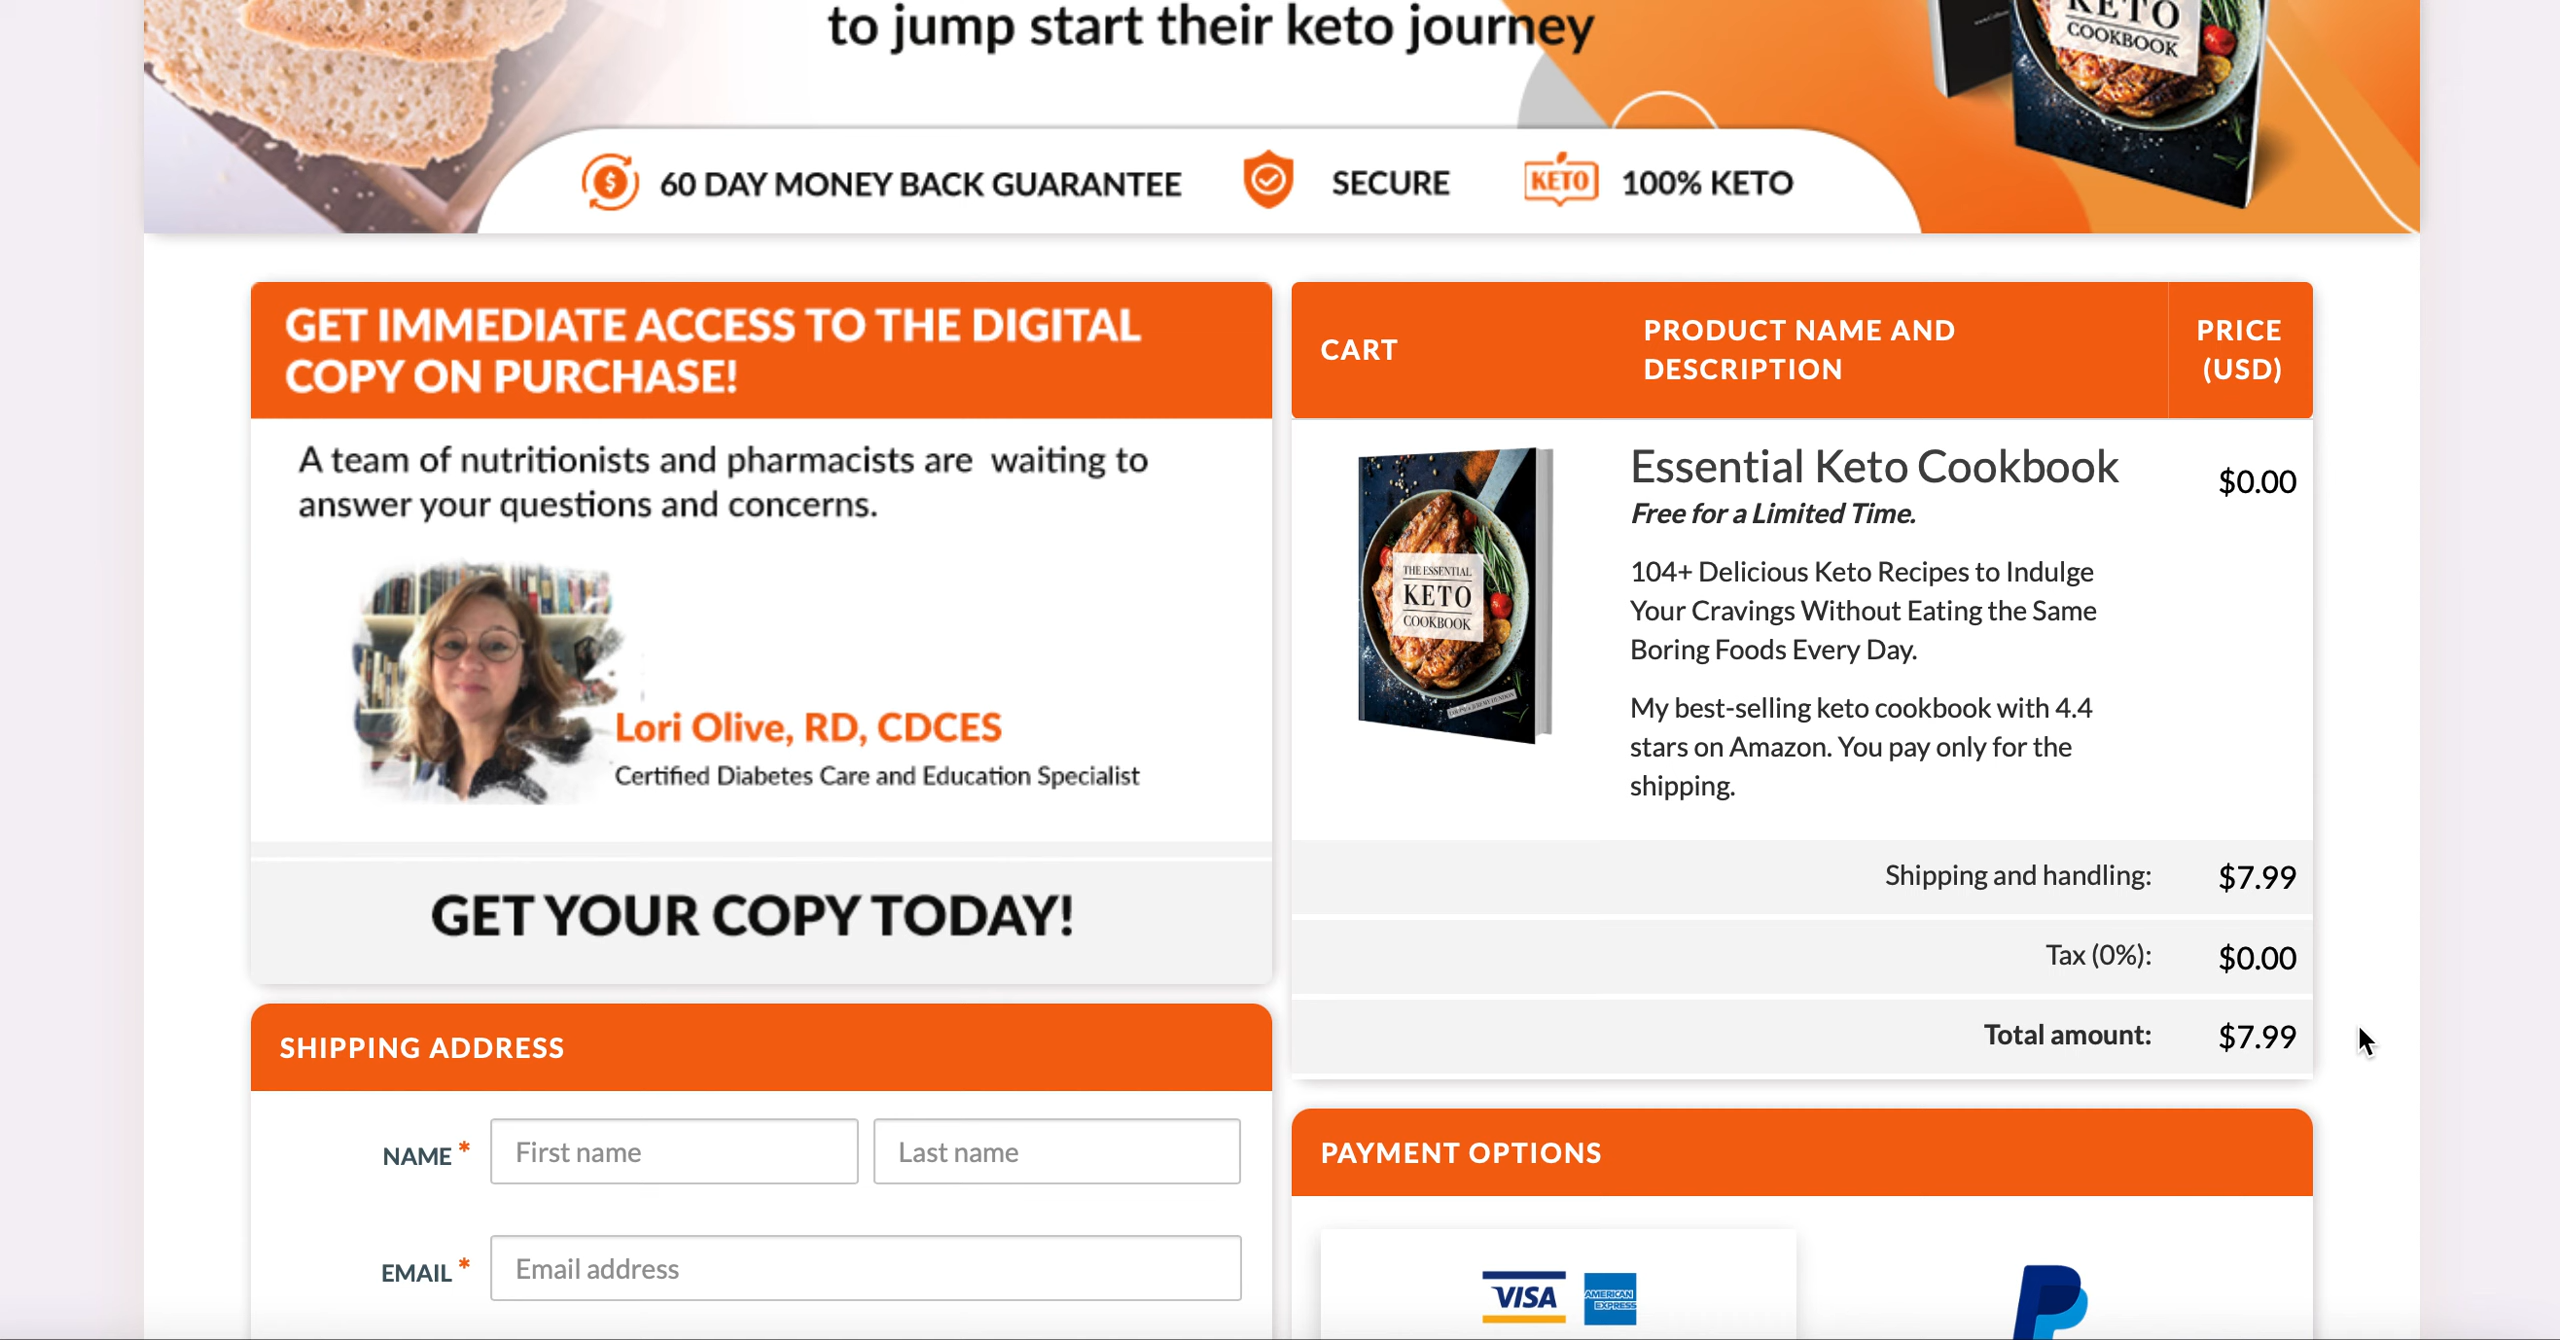 to jump start their keto journey
KETO
COOKBOOK
60 DAY MONEY BACK GUARANTEE
SECURE
KETO
100% KETO
GET IMMEDIATE ACCESS TO THE DIGITAL
COPY ON PURCHASE!
A team of nutritionists and pharmacists are waiting to
answer your questions and concerns.
Lori Olive, RD, CDCES
Certified Diabetes Care and Education Specialist
GET YOUR COPY TODAY!
CART
PRODUCT NAME AND
DESCRIPTION
PRICE
(USD)
THE ESSENTIAL
KETO
COOKBOOK
Essential Keto Cookbook
$0.00
Free for a Limited Time.
104+ Delicious Keto Recipes to Indulge
Your Cravings Without Eating the Same
Boring Foods Every Day.
My best-selling keto cookbook with 4.4
stars on Amazon. You pay only for the
shipping.
Shipping and handling: $7.99
Tax (0%): $0.00
Total amount: $7.99
SHIPPING ADDRESS
NAME * First name Last name
EMAIL * Email address
PAYMENT OPTIONS
VISA
AMERICAN
EXPRESS